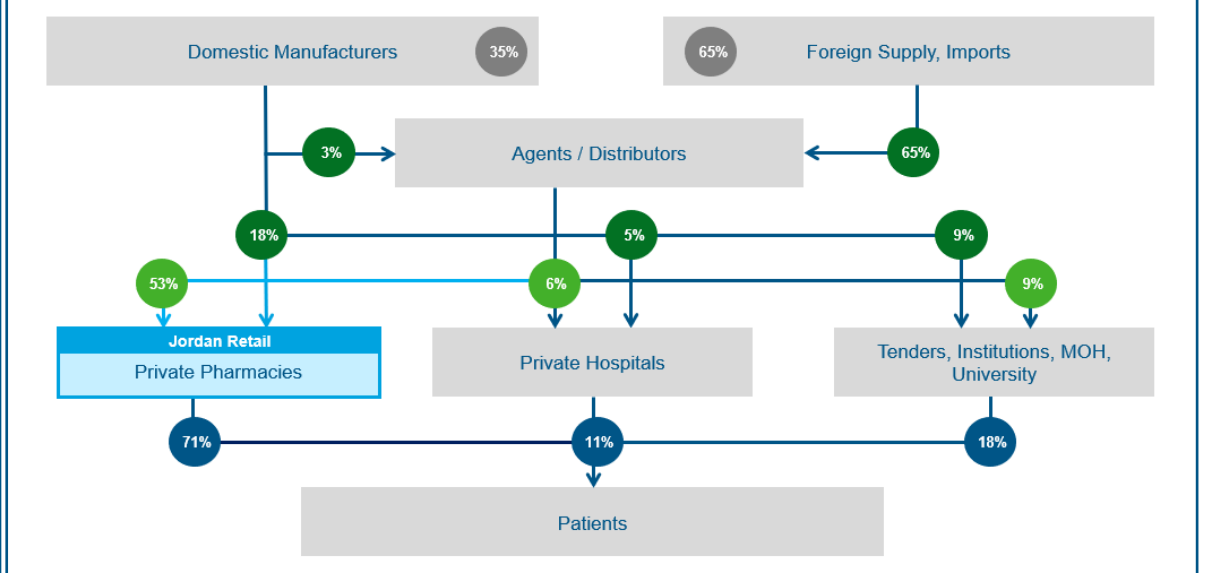 Domestic Manufacturers
35%
65%
Foreign Supply, Imports
3%
Agents / Distributors
65%
18%
5%
9%
53%
6%
9%
Jordan Retail
Private Pharmacies
Private Hospitals
Tenders, Institutions, MOH,
University
71%
11%
18%
Patients